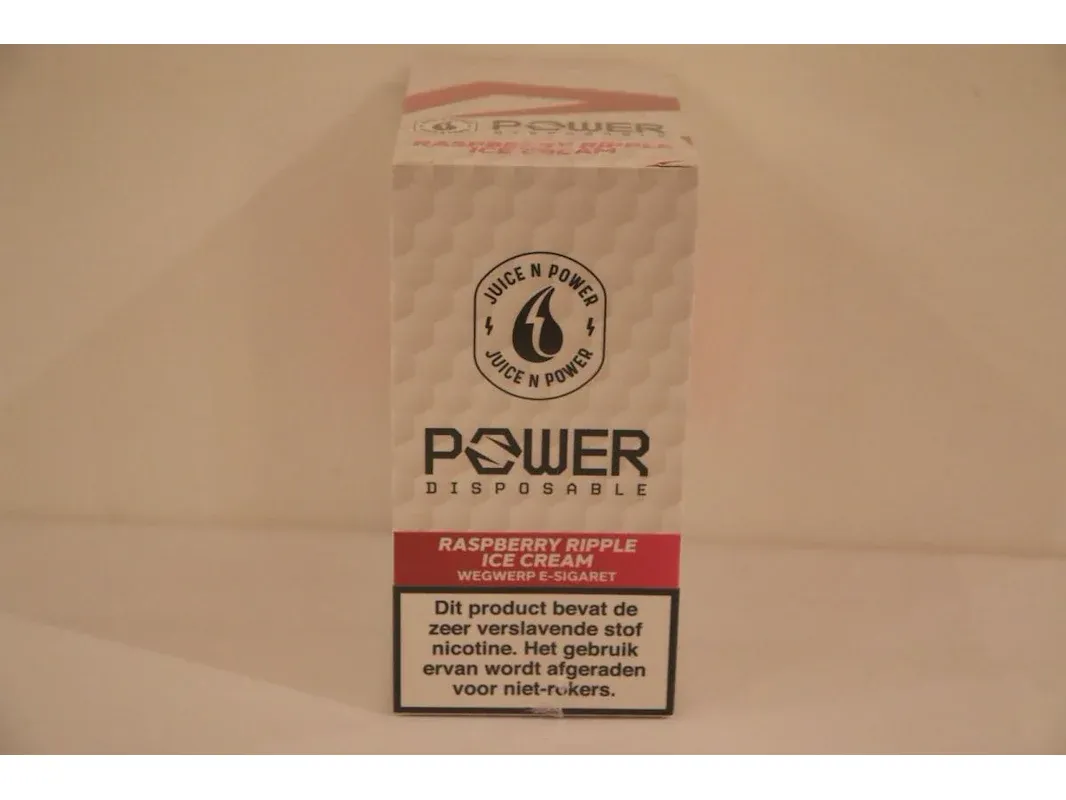 POWER
DISPOSABLE
RASPBERRY RIPPLE
ICE CREAM
JUICE N POWER
JUICE N POWER
POWER
DISPOSABLE
RASPBERRY RIPPLE
ICE CREAM
WEGWERP E-SIGARET
Dit product bevat de
zeer verslavende stof
nicotine. Het gebruik
ervan wordt afgeraden
voor niet-rokers.